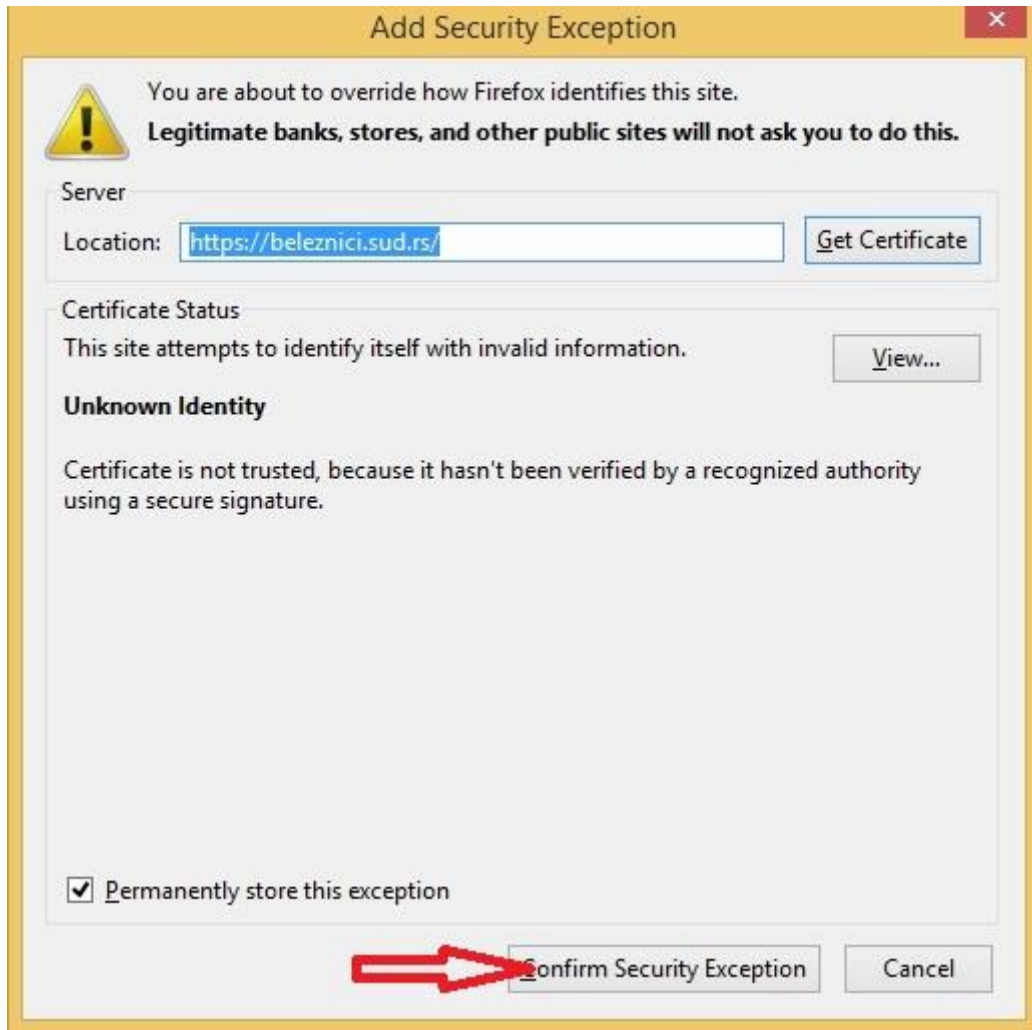 Add Security Exception
You are about to override how Firefox identifies this site.
Legitimate banks, stores, and other public sites will not ask you to do this.
Server
Location: https://beleznici.sud.rs/ Get Certificate
Certificate Status
This site attempts to identify itself with invalid information. View...
Unknown Identity
Certificate is not trusted, because it hasn't been verified by a recognized authority
using a secure signature.
Permanently store this exception
Confirm Security Exception Cancel